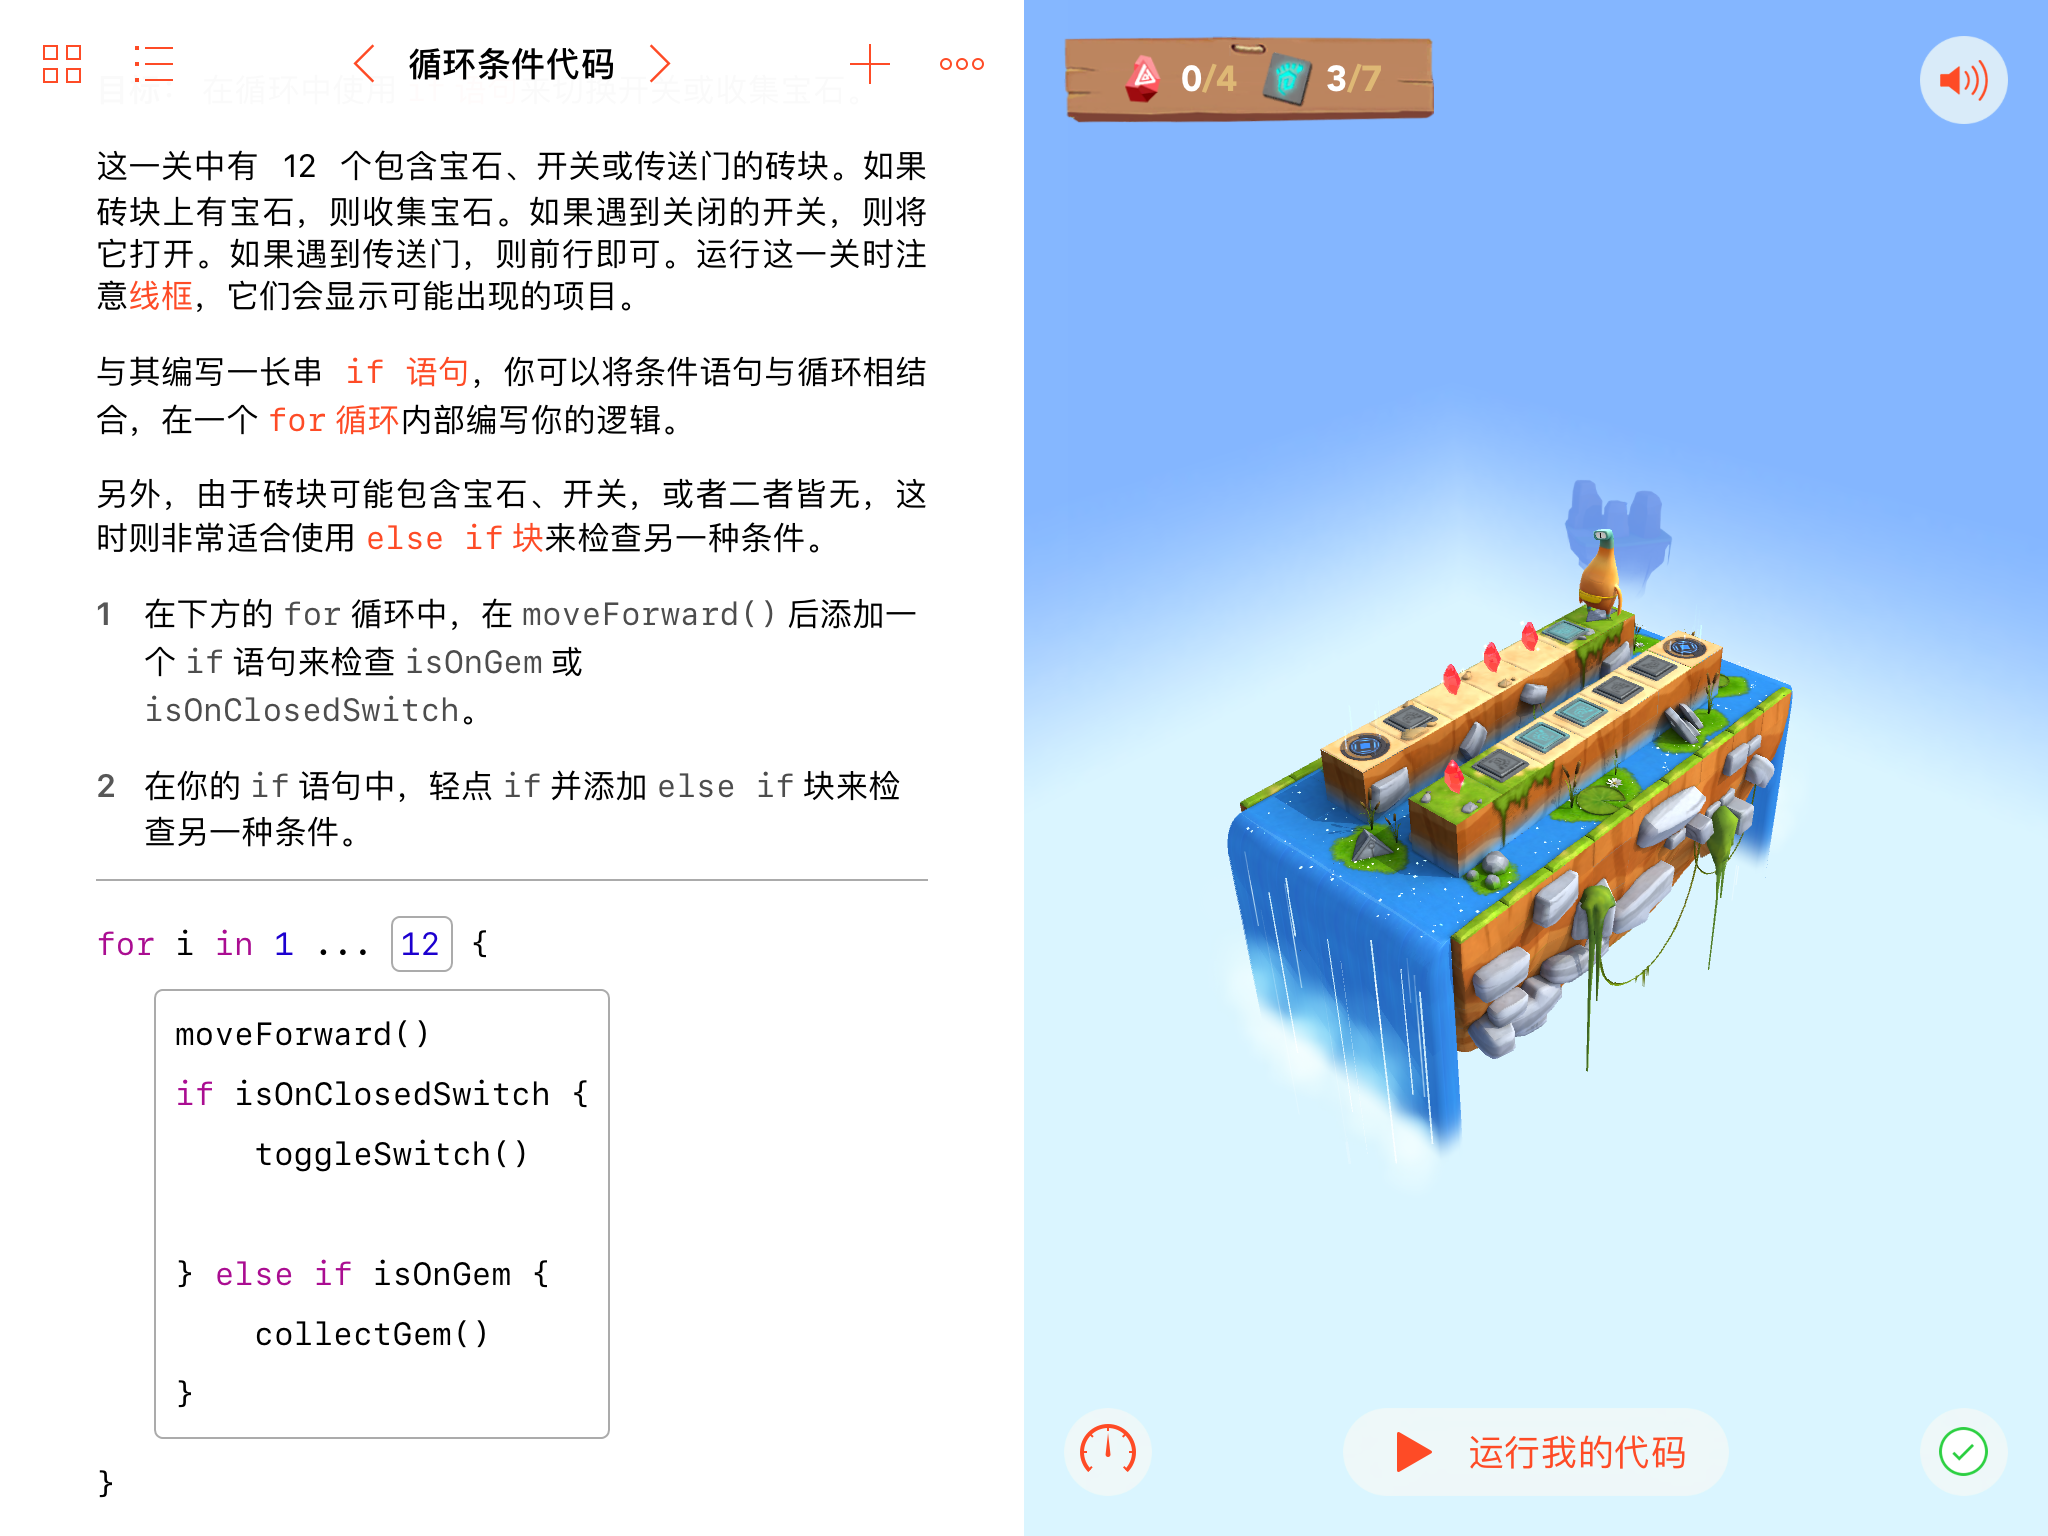 循环条件代码
目标： 在循环中使用 if 语句来切换开关或收集宝石。
这一关中有 12 个包含宝石、开关或传送门的砖块。如果
砖块上有宝石，则收集宝石。如果遇到关闭的开关，则将
它打开。如果遇到传送门，则前行即可。运行这一关时注
意线框，它们会显示可能出现的项目。
与其编写一长串 if 语句，你可以将条件语句与循环相结
合，在一个 for 循环内部编写你的逻辑。
另外，由于砖块可能包含宝石、开关，或者二者皆无，这
时则非常适合使用 else if 块来检查另一种条件。
1 在下方的 for 循环中，在 moveForward() 后添加一
个 if 语句来检查 isOnGem 或
isOnClosedSwitch。
2 在你的 if 语句中，轻点 if 并添加 else if 块来检
查另一种条件。
for i in 1 ... 12 {
moveForward()
if isOnClosedSwitch {
toggleSwitch()
} else if isOnGem {
collectGem()
}
}
0/4 3/7
运行我的代码